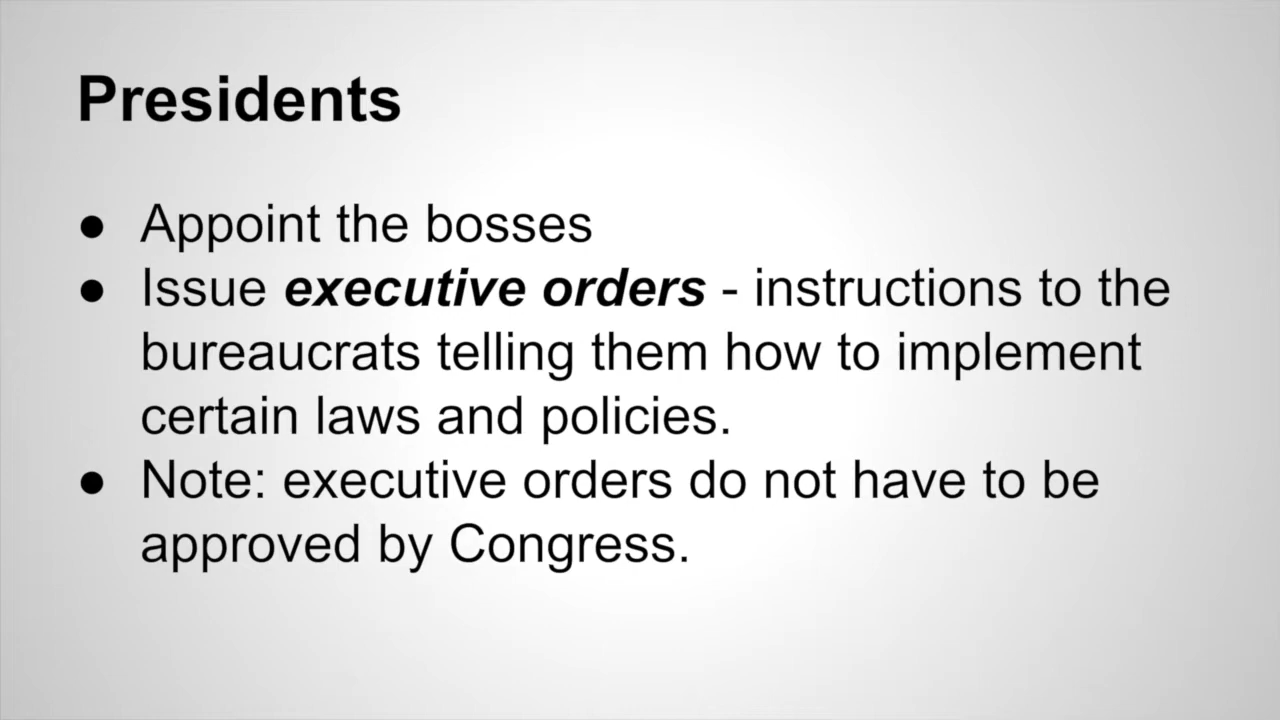 Presidents
● Appoint the bosses
● Issue executive orders - instructions to the
bureaucrats telling them how to implement
certain laws and policies.
● Note: executive orders do not have to be
approved by Congress.